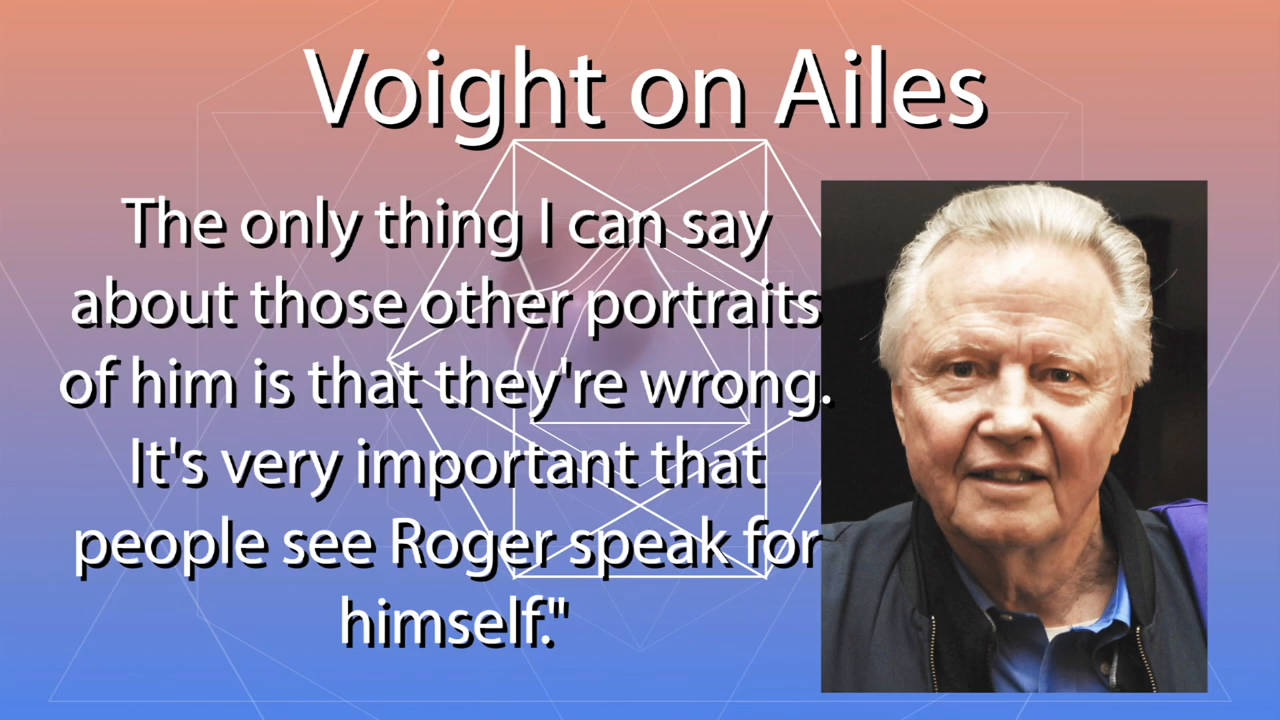 Voight on Ailes
The only thing I can say
about those other portraits
of him is that they're wrong.
It's very important that
people see Roger speak for
himself."